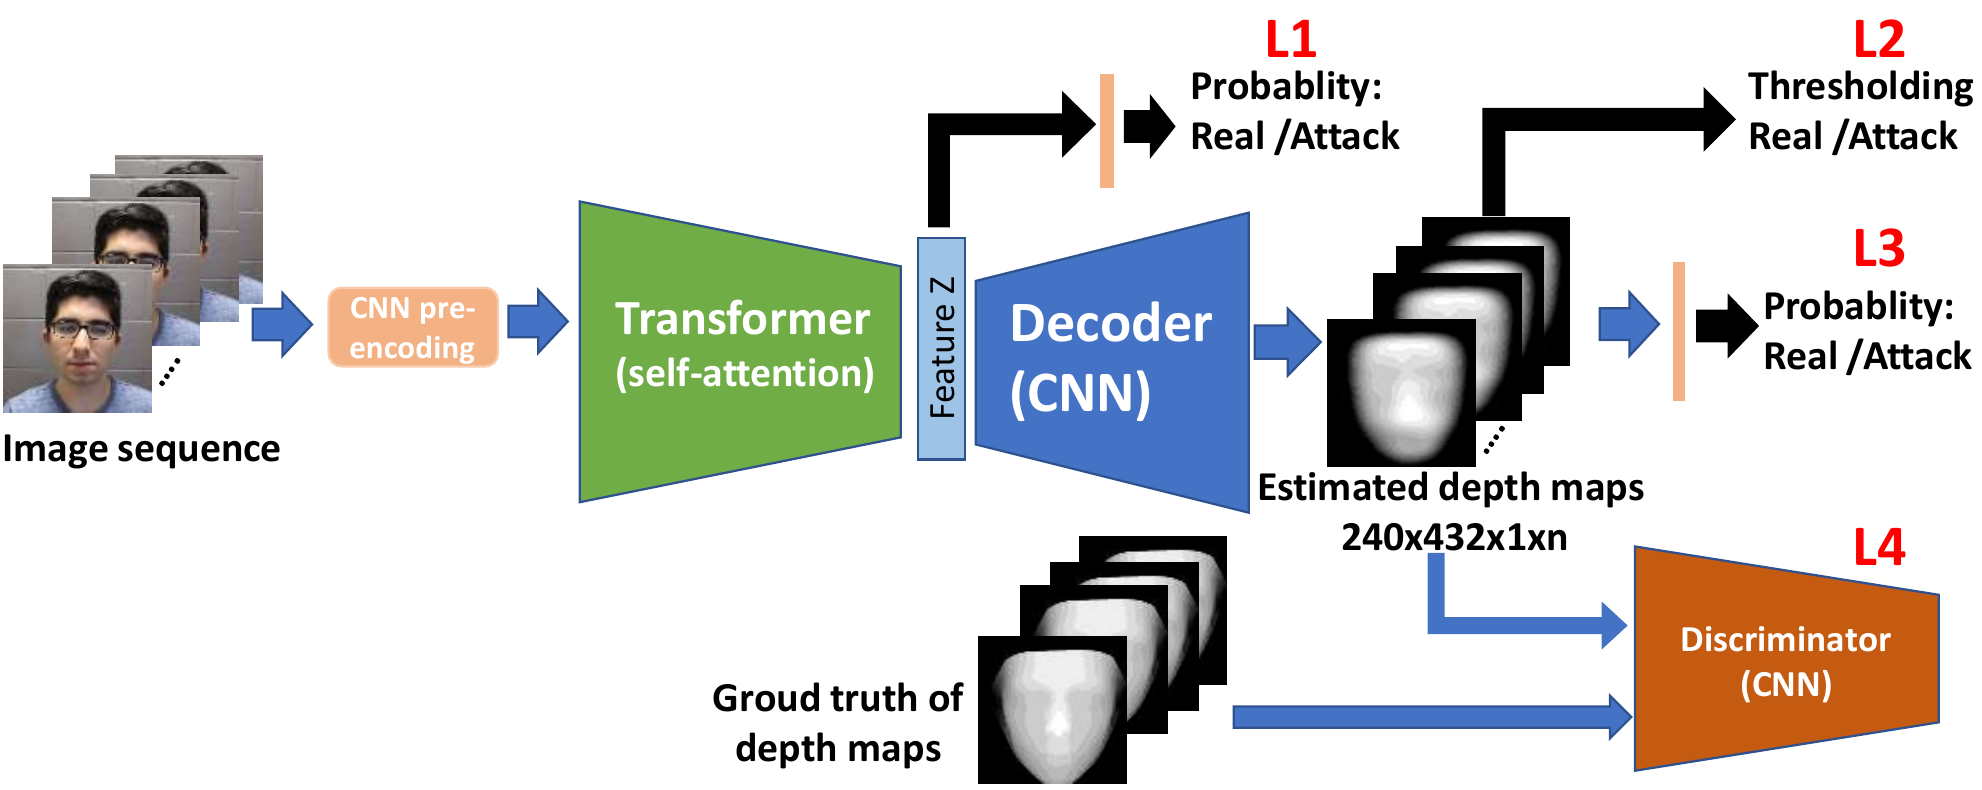 L1
Probablity:
Real /Attack
L2
Thresholding
Real /Attack
CNN pre-
encoding
Transformer
(self-attention)
Feature Z
Decoder
(CNN)
L3
Probablity:
Real /Attack
Image sequence
Estimated depth maps
240x432x1xn
L4
Discriminator
(CNN)
Groud truth of
depth maps